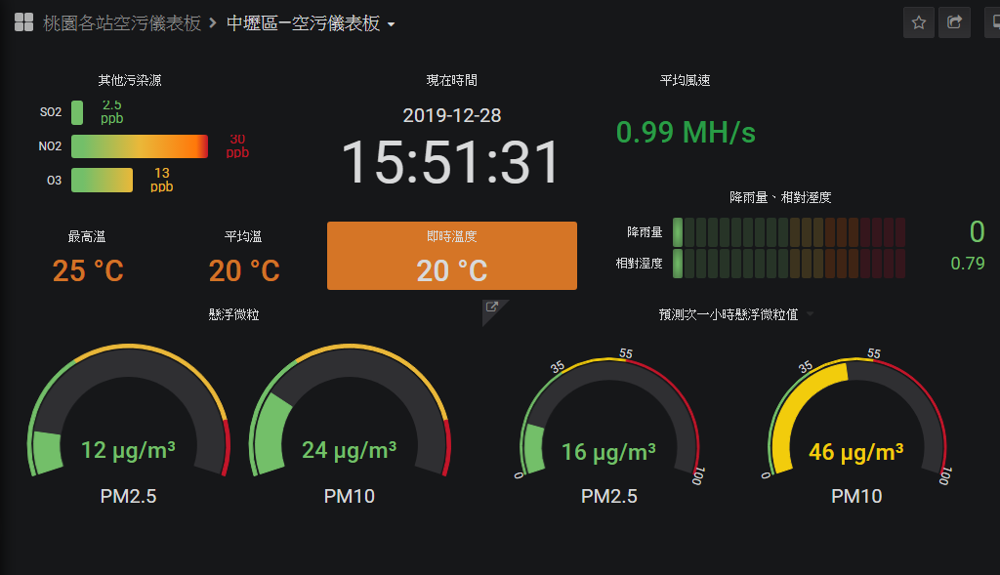 桃園各站空污儀表板 > 中壢區—空污儀表板
其他污染源
SO2
2.5
ppb
NO2
30
ppb
O3
13
ppb
現在時間
2019-12-28
15:51:31
平均風速
0.99 MH/s
降雨量、相對溼度
降雨量
0
相對溼度
0.79
最高溫
25 °C
平均溫
20 °C
即時溫度
20 °C
懸浮微粒
12 µg/m³
PM2.5
24 µg/m³
PM10
預測次一小時懸浮微粒值
0
35
55
100
16 µg/m³
PM2.5
0
35
55
100
46 µg/m³
PM10